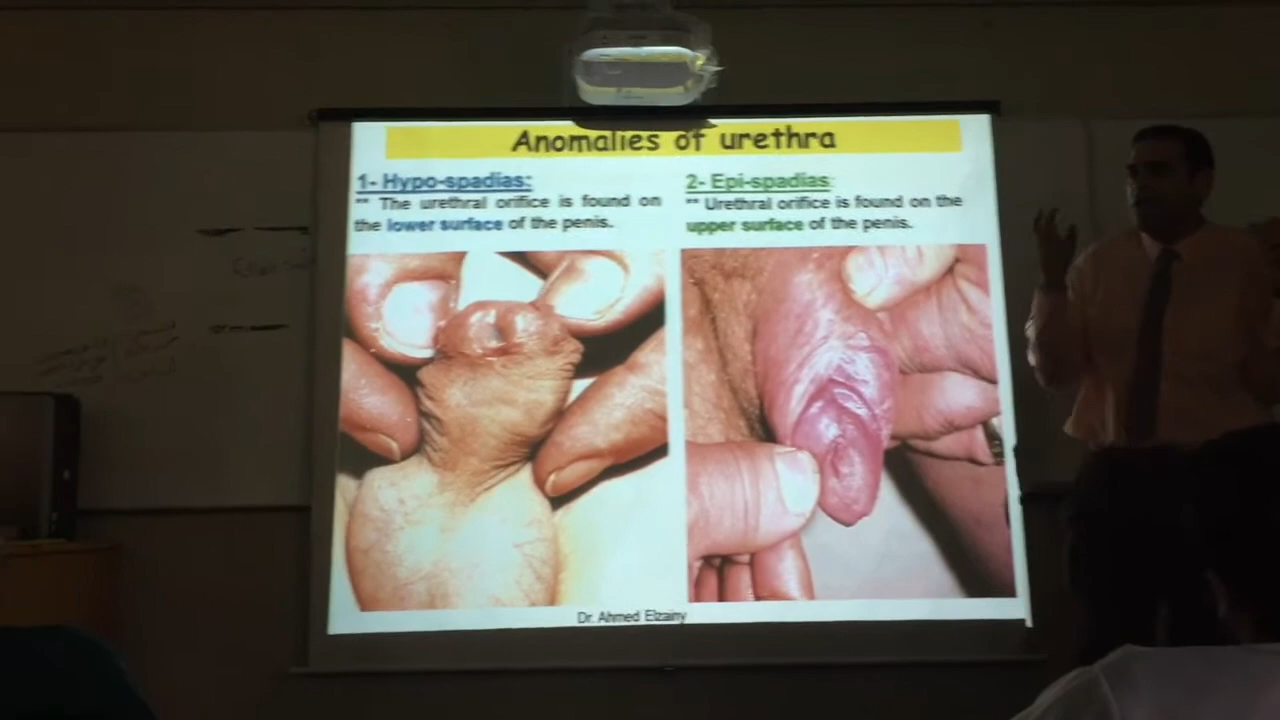 Anomalies of urethra
1- Hypo-spadias:
** The urethral orifice is found on
the lower surface of the penis.
2- Epi-spadias:
** Urethral orifice is found on the
upper surface of the penis.
Dr. Ahmed Elzainy